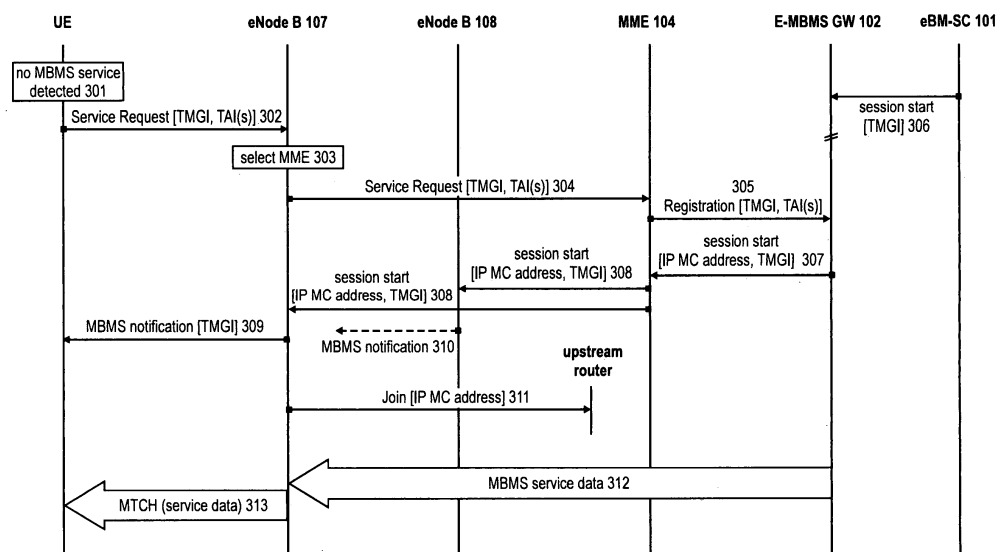 UE
eNode B 107
eNode B 108
MME 104
E-MBMS GW 102
eBM-SC 101
no MBMS service
detected 301
session start
[TMGI] 306
Service Request [TMGI, TAI(s)] 302
select MME 303
Service Request [TMGI, TAI(s)] 304
305
Registration [TMGI, TAI(s)]
session start
[IP MC address, TMGI] 307
session start
[IP MC address, TMGI] 308
session start
[IP MC address, TMGI] 308
MBMS notification [TMGI] 309
MBMS notification 310
upstream
router
Join [IP MC address] 311
MBMS service data 312
MTCH (service data) 313